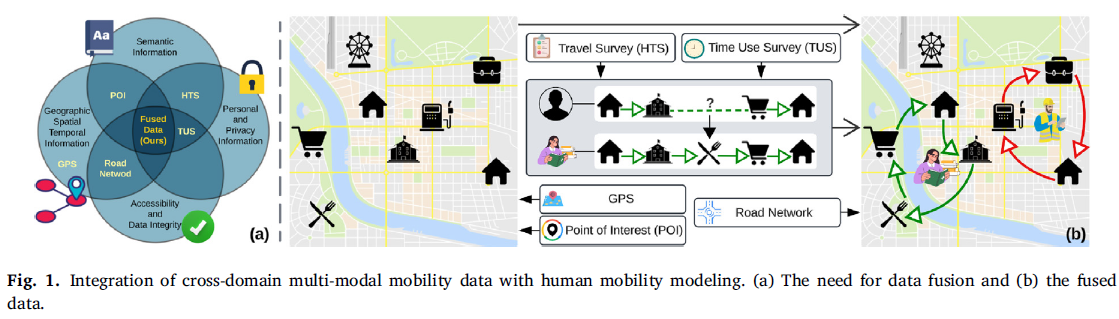 Aa
Semantic
Information
POI
HTS
Geographic
Spatial
Temporal
Information
Fused
Data
(Ours)
TUS
Personal
and
Privacy
Information
GPS
Road
Netwod
Accessibility
and
Data Integrity
(a)
Travel Survey (HTS)
Time Use Survey (TUS)
?
GPS
Road Network
Point of Interest (POI)
(b)
Fig. 1. Integration of cross-domain multi-modal mobility data with human mobility modeling. (a) The need for data fusion and (b) the fused
data.